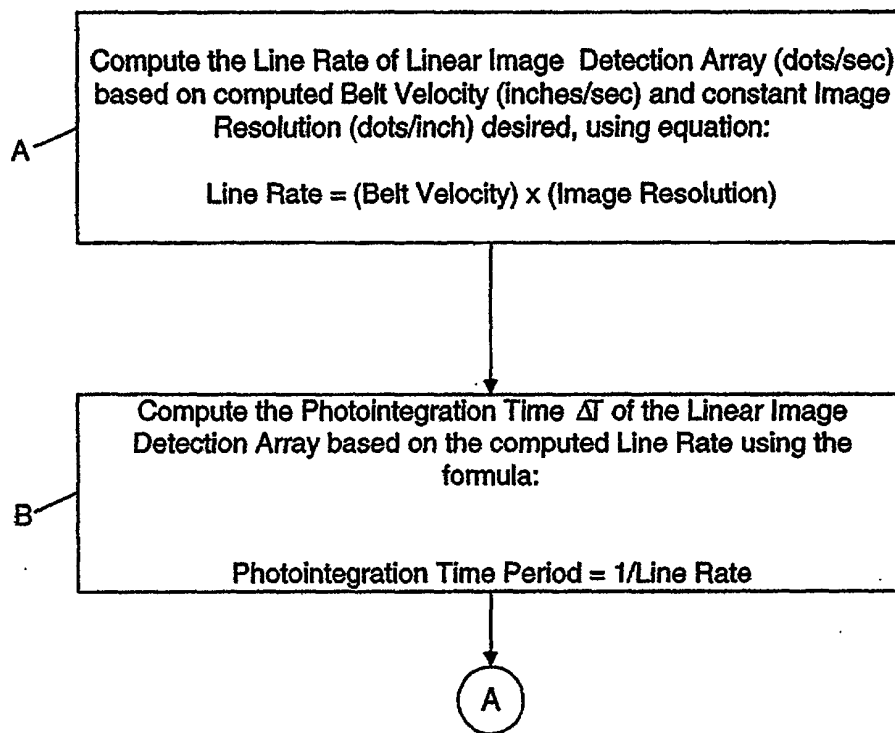 Compute the Line Rate of Linear Image Detection Array (dots/sec)
based on computed Belt Velocity (inches/sec) and constant Image
Resolution (dots/inch) desired, using equation:
A
Line Rate = (Belt Velocity) x (Image Resolution)
Compute the Photointegration Time ΔT of the Linear Image
Detection Array based on the computed Line Rate using the
formula:
B
Photointegration Time Period = 1/Line Rate
A